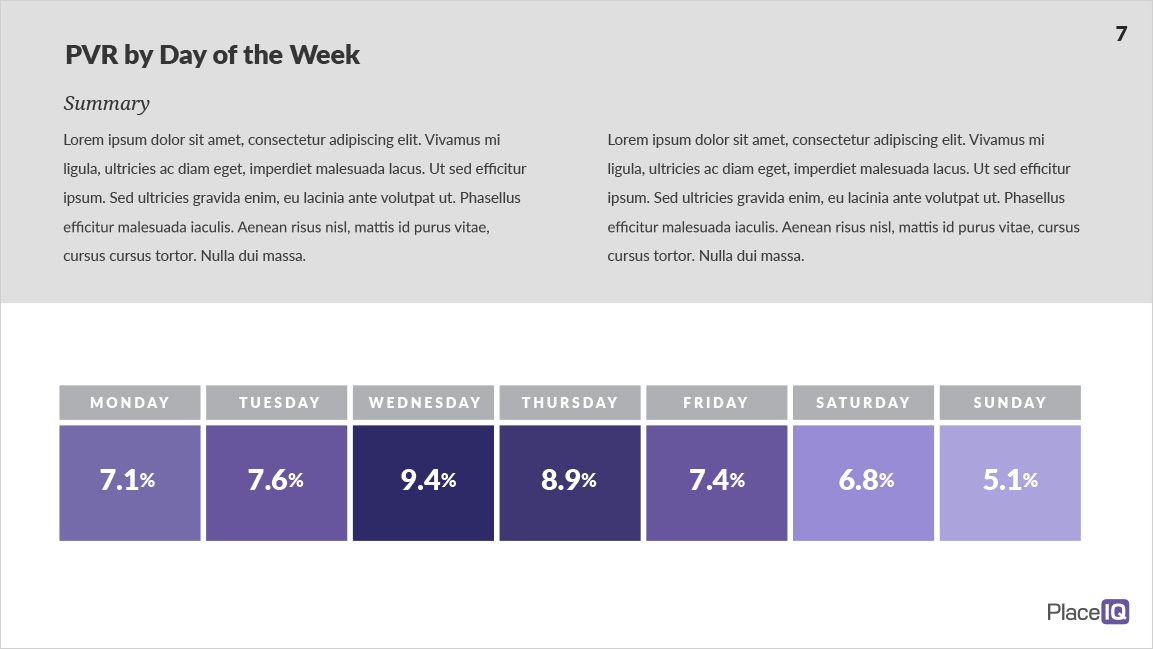 7
PVR by Day of the Week
Summary
Lorem ipsum dolor sit amet, consectetur adipiscing elit. Vivamus mi
ligula, ultricies ac diam eget, imperdiet malesuada lacus. Ut sed efficitur
ipsum. Sed ultricies gravida enim, eu lacinia ante volutpat ut. Phasellus
efficitur malesuada iaculis. Aenean risus nisl, mattis id purus vitae,
cursus cursus tortor. Nulla dui massa.
Lorem ipsum dolor sit amet, consectetur adipiscing elit. Vivamus mi
ligula, ultricies ac diam eget, imperdiet malesuada lacus. Ut sed efficitur
ipsum. Sed ultricies gravida enim, eu lacinia ante volutpat ut. Phasellus
efficitur malesuada iaculis. Aenean risus nisl, mattis id purus vitae, cursus
cursus tortor. Nulla dui massa.
MONDAY TUESDAY WEDNESDAY THURSDAY FRIDAY SATURDAY SUNDAY
7.1% 7.6% 9.4% 8.9% 7.4% 6.8% 5.1%
PlaceIQ